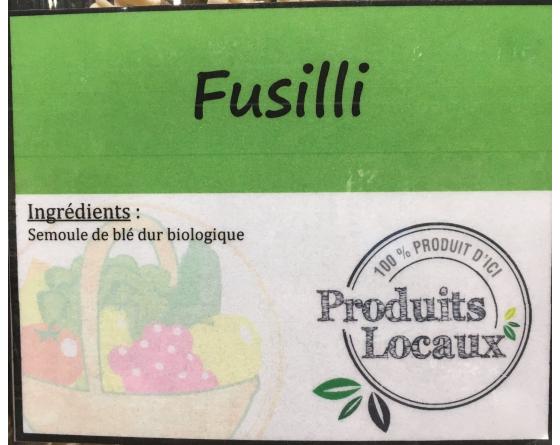 Fusilli
Ingrédients :
Semoule de blé dur biologique
100 % PRODUIT D'ICI
Produits
Locaux